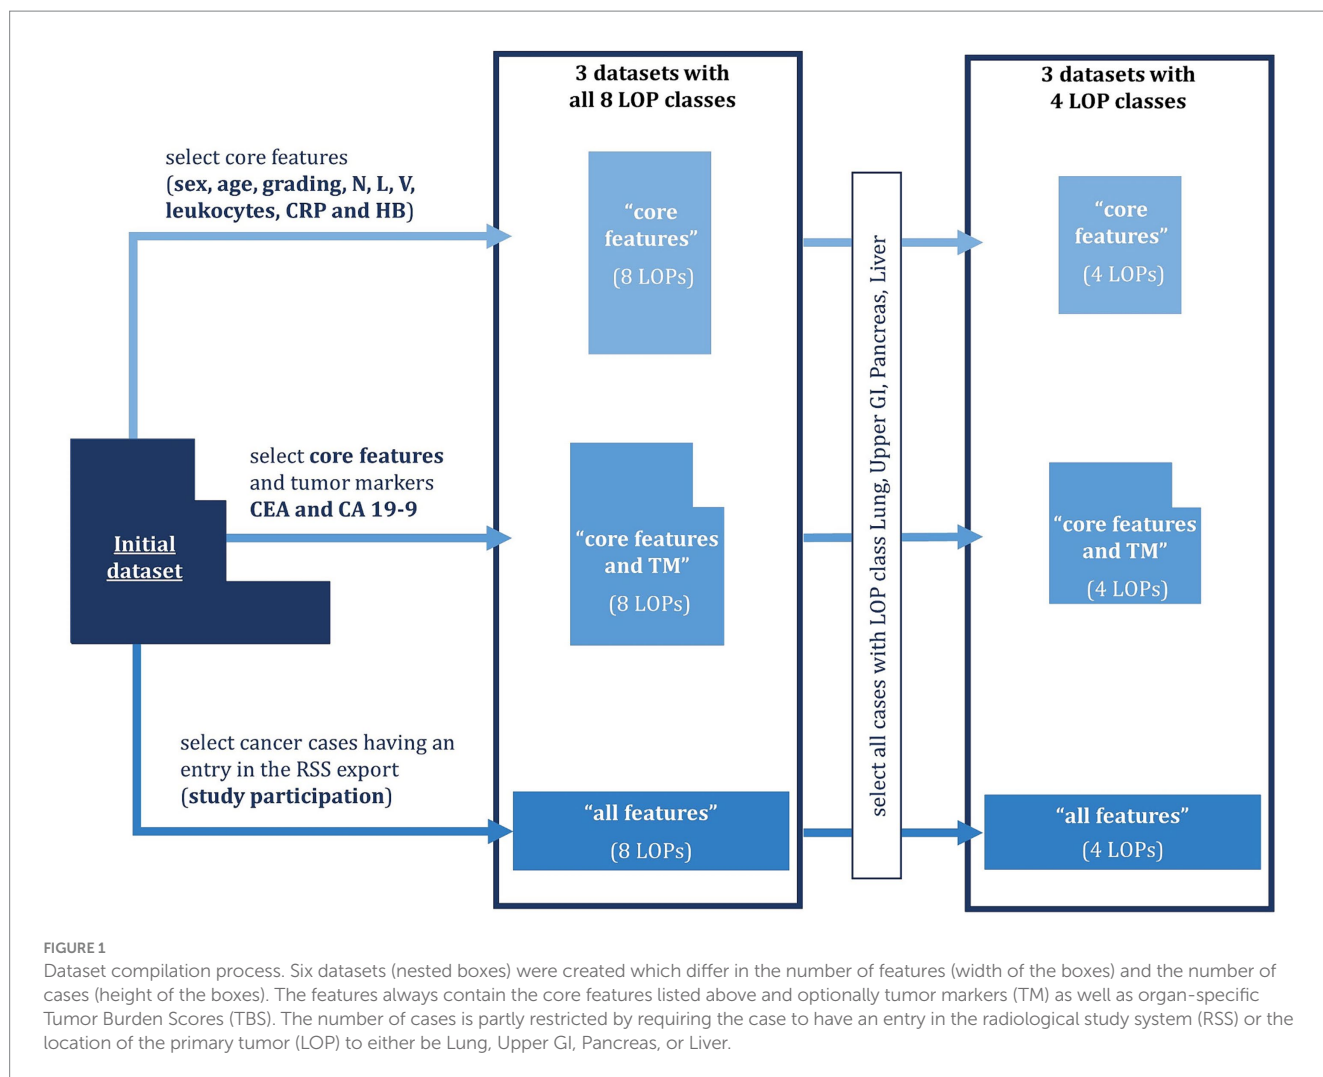 3 datasets with
all 8 LOP classes
3 datasets with
4 LOP classes
select core features
(sex, age, grading, N, L, V,
leukocytes, CRP and HB)
“core
features”
(8 LOPs)
“core
features”
(4 LOPs)
select all cases with LOP class Lung, Upper GI, Pancreas, Liver
Initial
dataset
select core features
and tumor markers
CEA and CA 19-9
“core features
and TM”
(8 LOPs)
“core features
and TM”
(4 LOPs)
select cancer cases having an
entry in the RSS export
(study participation)
“all features”
(8 LOPs)
“all features”
(4 LOPs)
FIGURE 1
Dataset compilation process. Six datasets (nested boxes) were created which differ in the number of features (width of the boxes) and the number of
cases (height of the boxes). The features always contain the core features listed above and optionally tumor markers (TM) as well as organ-specific
Tumor Burden Scores (TBS). The number of cases is partly restricted by requiring the case to have an entry in the radiological study system (RSS) or the
location of the primary tumor (LOP) to either be Lung, Upper GI, Pancreas, or Liver.